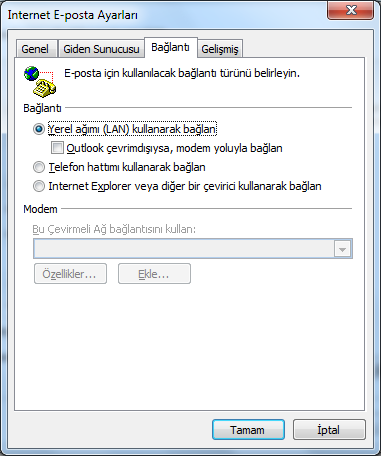 Internet E-posta Ayarları
Genel Giden Sunucusu Bağlantı Gelişmiş
E-posta için kullanılacak bağlantı türünü belirleyin.
Bağlantı
Yerel ağımı (LAN) kullanarak bağlan
Outlook çevrimdışıysa, modem yoluyla bağlan
Telefon hattımı kullanarak bağlan
Internet Explorer veya diğer bir çevirici kullanarak bağlan
Modem
Bu Çevirmeli Ağ bağlantısını kullan:
Özellikler... Ekle...
Tamam İptal